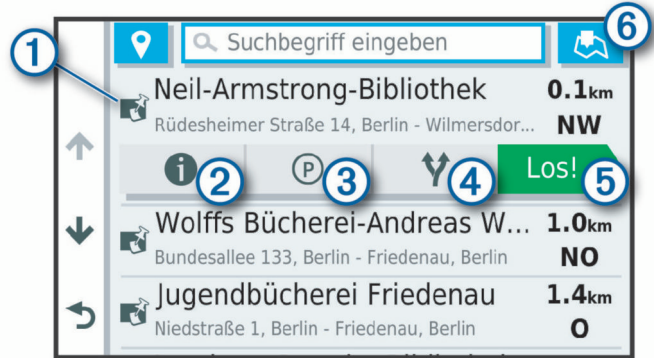 6
1
Suchbegriff eingeben
Neil-Armstrong-Bibliothek 0.1km
Rüdesheimer Straße 14, Berlin - Wilmersdor... NW
i 2 P 3 4 Los! 5
Wolffs Bücherei-Andreas W... 1.0km
Bundesallee 133, Berlin - Friedenau, Berlin NO
Jugendbücherei Friedenau 1.4km
Niedstraße 1, Berlin - Friedenau, Berlin O